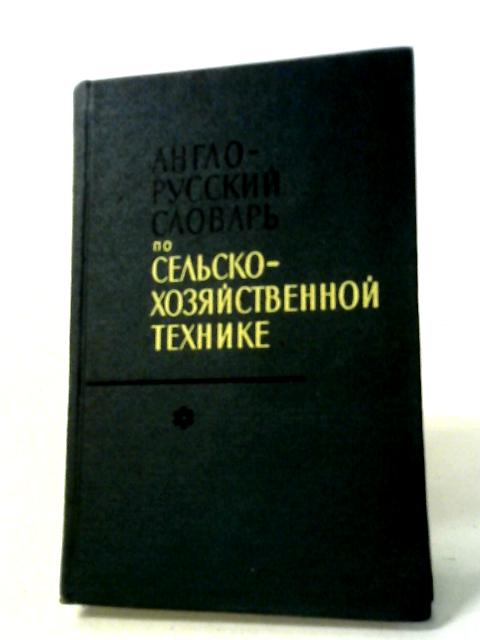 АНГЛО-
РУССКИЙ
СЛОВАРЬ
ПО
СЕЛЬСКО-
ХОЗЯЙСТВЕННОЙ
ТЕХНИКЕ